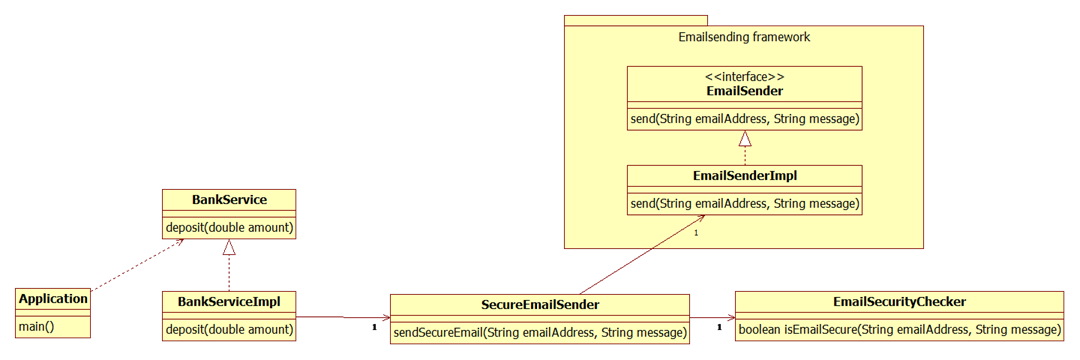 Emailsending framework
<<interface>>
EmailSender
send(String emailAddress, String message)
EmailSenderImpl
send(String emailAddress, String message)
1
BankService
deposit(double amount)
Application
main()
BankServiceImpl
deposit(double amount)
1
SecureEmailSender
sendSecureEmail(String emailAddress, String message)
1
EmailSecurityChecker
boolean isEmailSecure(String emailAddress, String message)